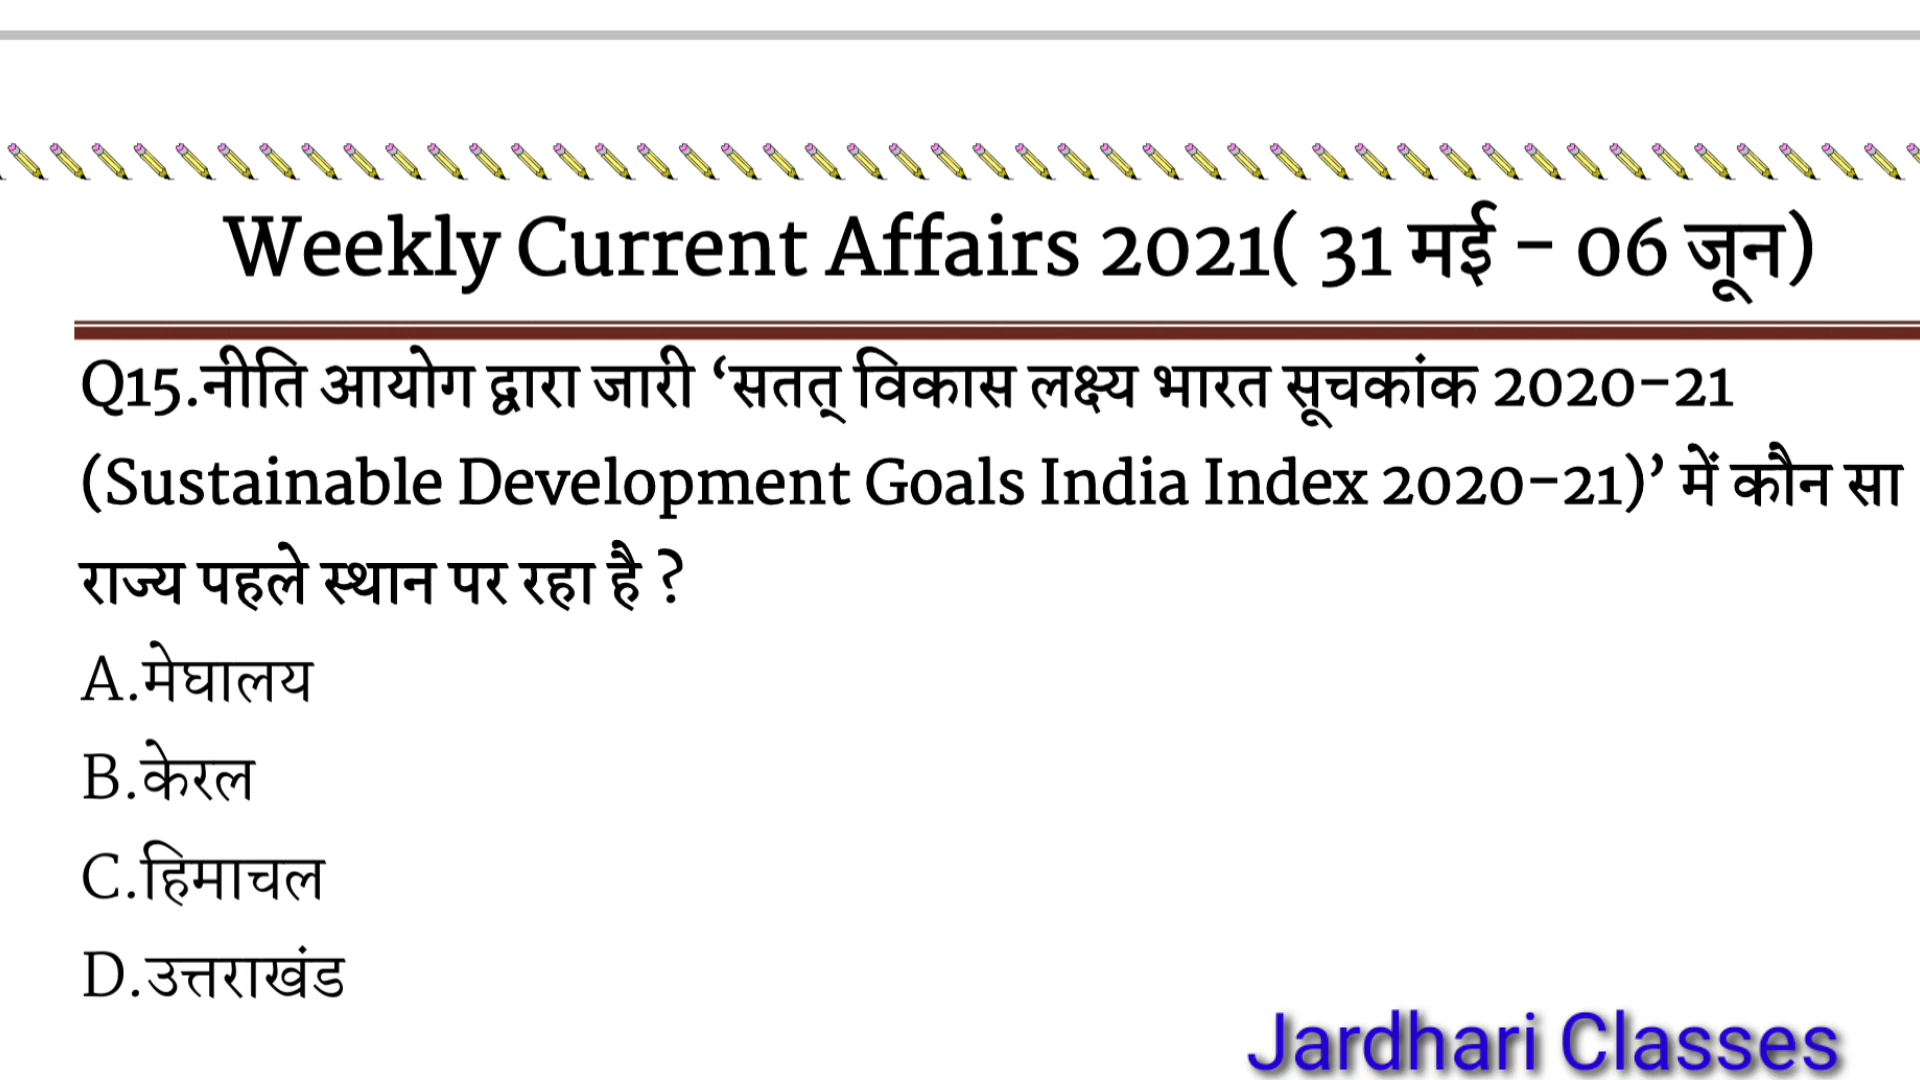 Weekly Current Affairs 2021( 31 मई - 06 जून)
Q15.नीति आयोग द्वारा जारी ‘सतत् विकास लक्ष्य भारत सूचकांक 2020-21
(Sustainable Development Goals India Index 2020-21)’ में कौन सा
राज्य पहले स्थान पर रहा है ?
A.मेघालय
B.केरल
C.हिमाचल
D.उत्तराखंड
Jardhari Classes